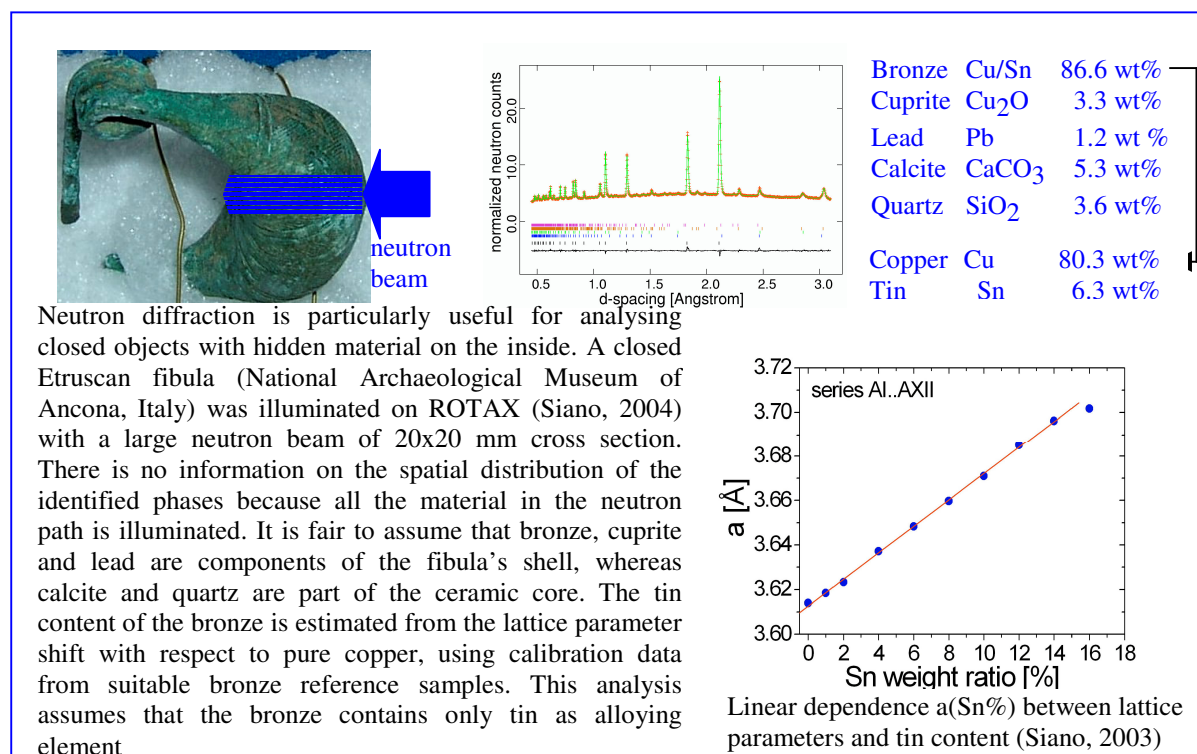 neutron
beam
normalized neutron counts
20.0
10.0
0.0
0.5 1.0 1.5 2.0 2.5 3.0
d-spacing [Angstrom]
Bronze Cu/Sn 86.6 wt%
Cuprite Cu2O 3.3 wt%
Lead Pb 1.2 wt %
Calcite CaCO3 5.3 wt%
Quartz SiO2 3.6 wt%
Copper Cu 80.3 wt%
Tin Sn 6.3 wt%
Neutron diffraction is particularly useful for analysing
closed objects with hidden material on the inside. A closed
Etruscan fibula (National Archaeological Museum of
Ancona, Italy) was illuminated on ROTAX (Siano, 2004)
with a large neutron beam of 20x20 mm cross section.
There is no information on the spatial distribution of the
identified phases because all the material in the neutron
path is illuminated. It is fair to assume that bronze, cuprite
and lead are components of the fibula's shell, whereas
calcite and quartz are part of the ceramic core. The tin
content of the bronze is estimated from the lattice parameter
shift with respect to pure copper, using calibration data
from suitable bronze reference samples. This analysis
assumes that the bronze contains only tin as alloying
element
series AI..AXII
a [Å]
3.72
3.70
3.68
3.66
3.64
3.62
3.60
0 2 4 6 8 10 12 14 16 18
Sn weight ratio [%]
Linear dependence a(Sn%) between lattice
parameters and tin content (Siano, 2003)